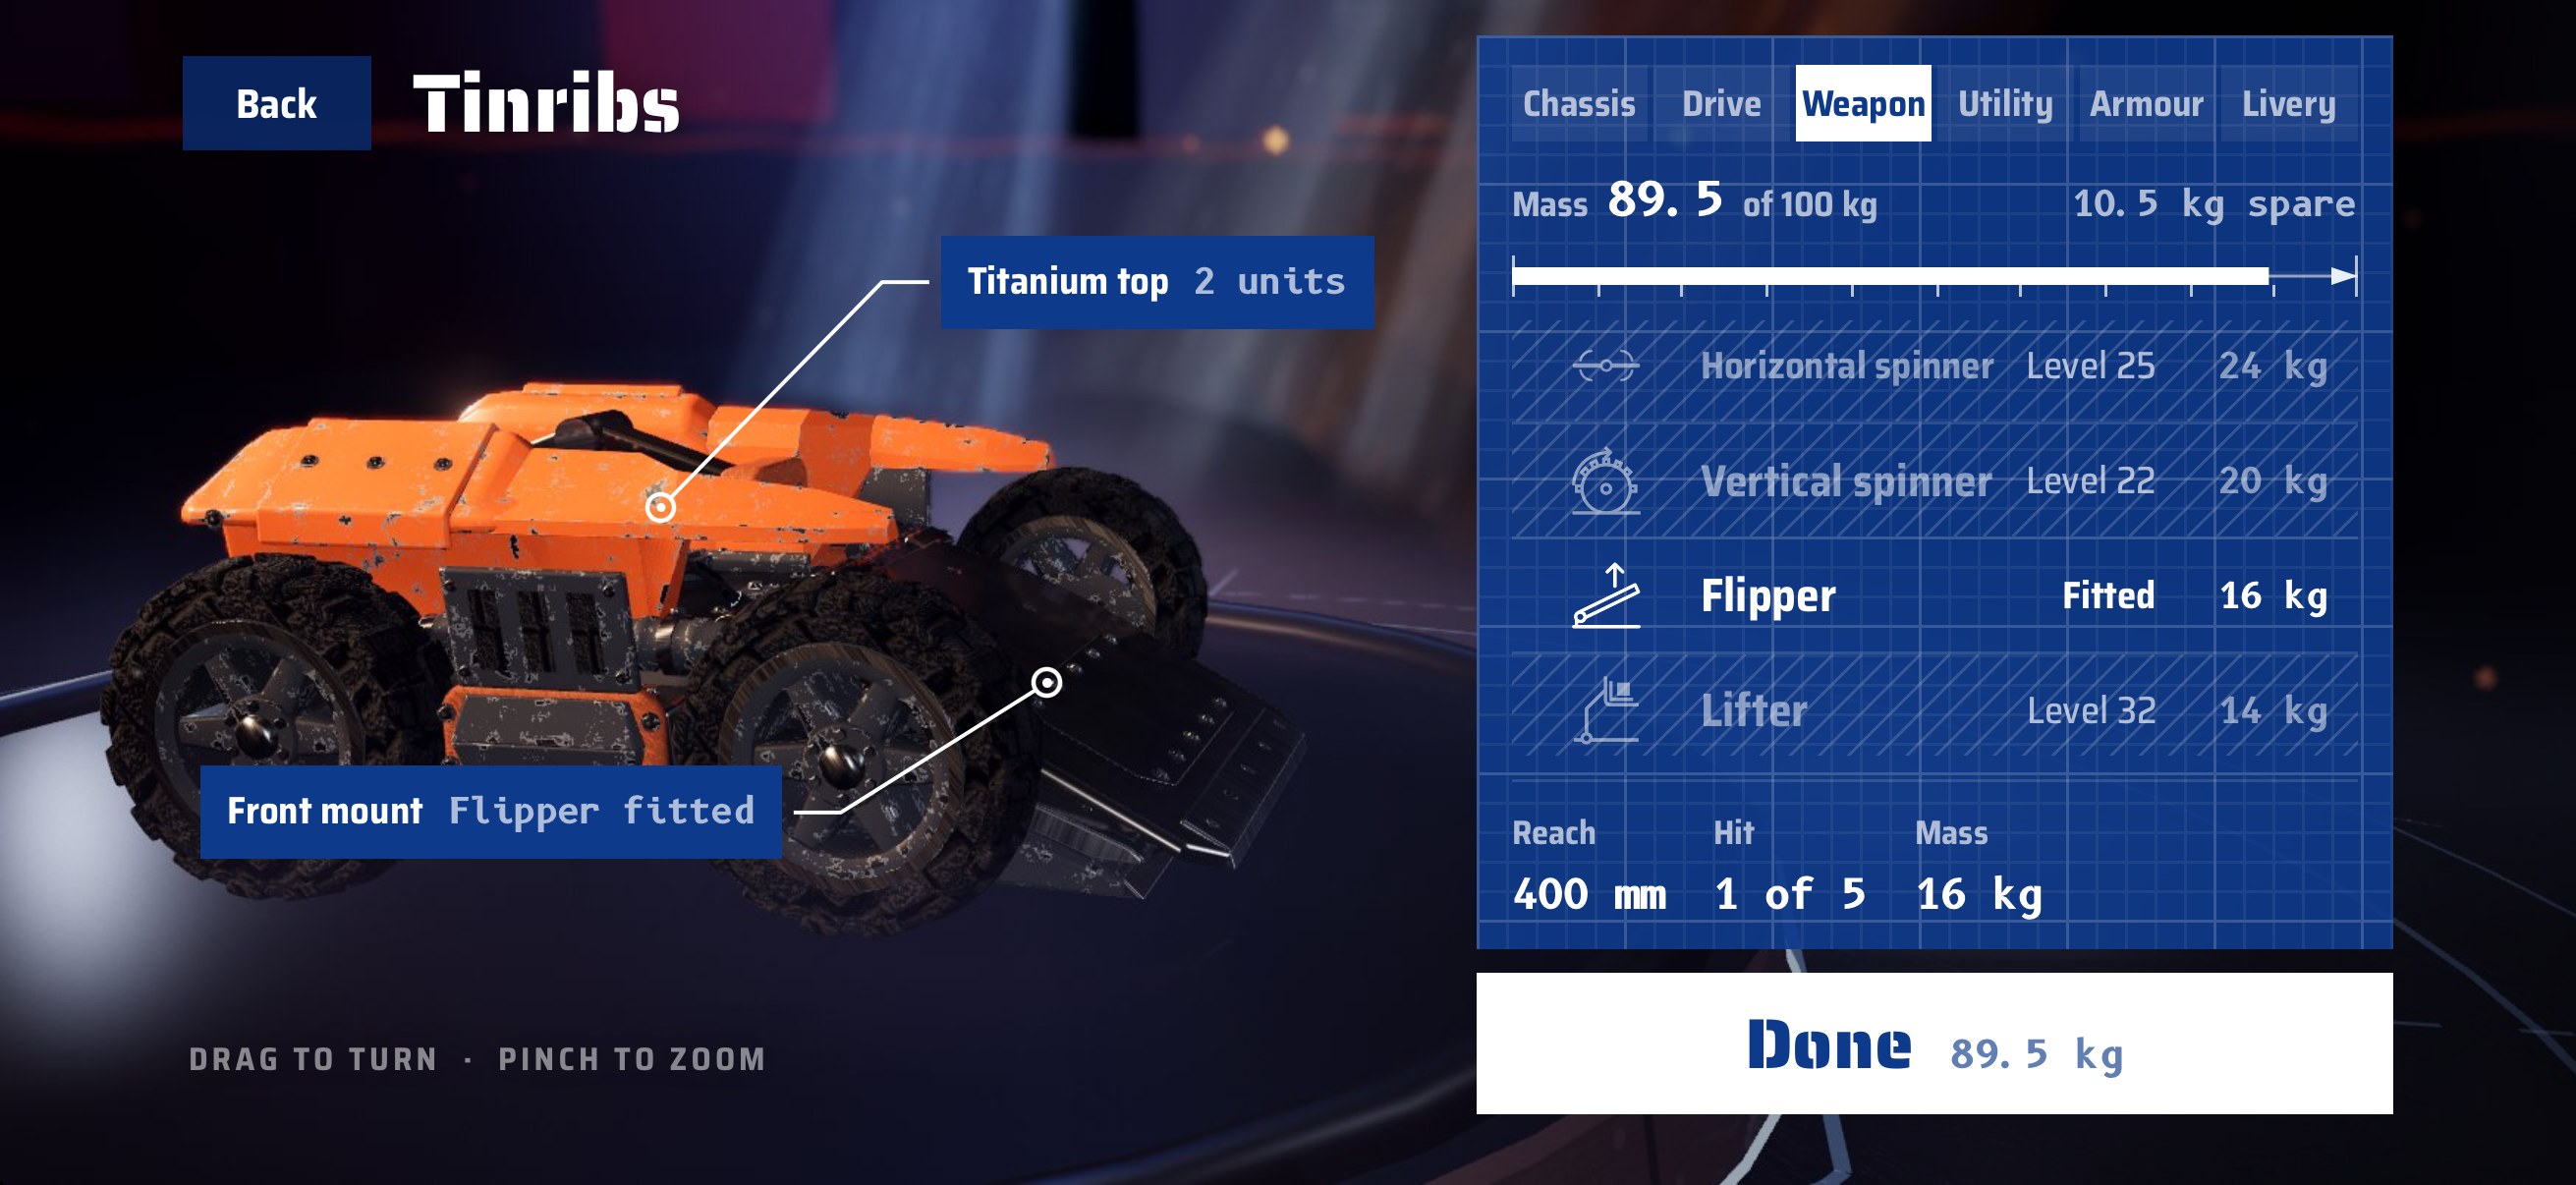 Back
Tinribs
Chassis Drive Weapon Utility Armour Livery
Mass 89.5 of 100 kg 10.5 kg spare
Titanium top 2 units
Horizontal spinner Level 25 24 kg
Vertical spinner Level 22 20 kg
Flipper Fitted 16 kg
Lifter Level 32 14 kg
Front mount Flipper fitted
Reach Hit Mass
400 mm 1 of 5 16 kg
Done 89.5 kg
DRAG TO TURN · PINCH TO ZOOM